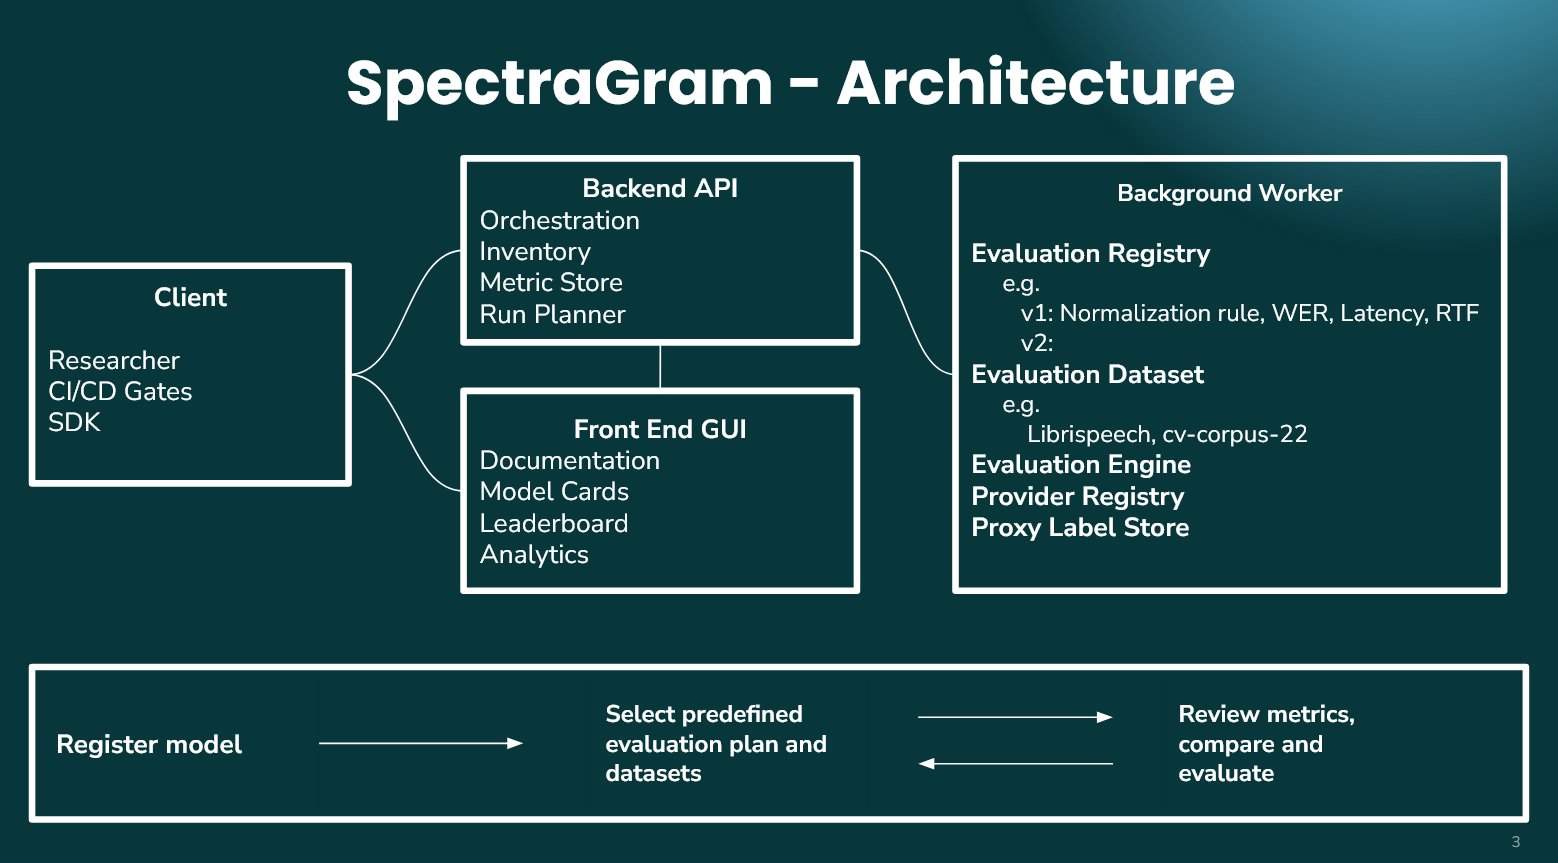 SpectraGram - Architecture
Client
Researcher
CI/CD Gates
SDK
Backend API
Orchestration
Inventory
Metric Store
Run Planner
Front End GUI
Documentation
Model Cards
Leaderboard
Analytics
Background Worker
Evaluation Registry
e.g.
v1: Normalization rule, WER, Latency, RTF
v2:
Evaluation Dataset
e.g.
Librispeech, cv-corpus-22
Evaluation Engine
Provider Registry
Proxy Label Store
Register model
Select predefined
evaluation plan and
datasets
Review metrics,
compare and
evaluate
3